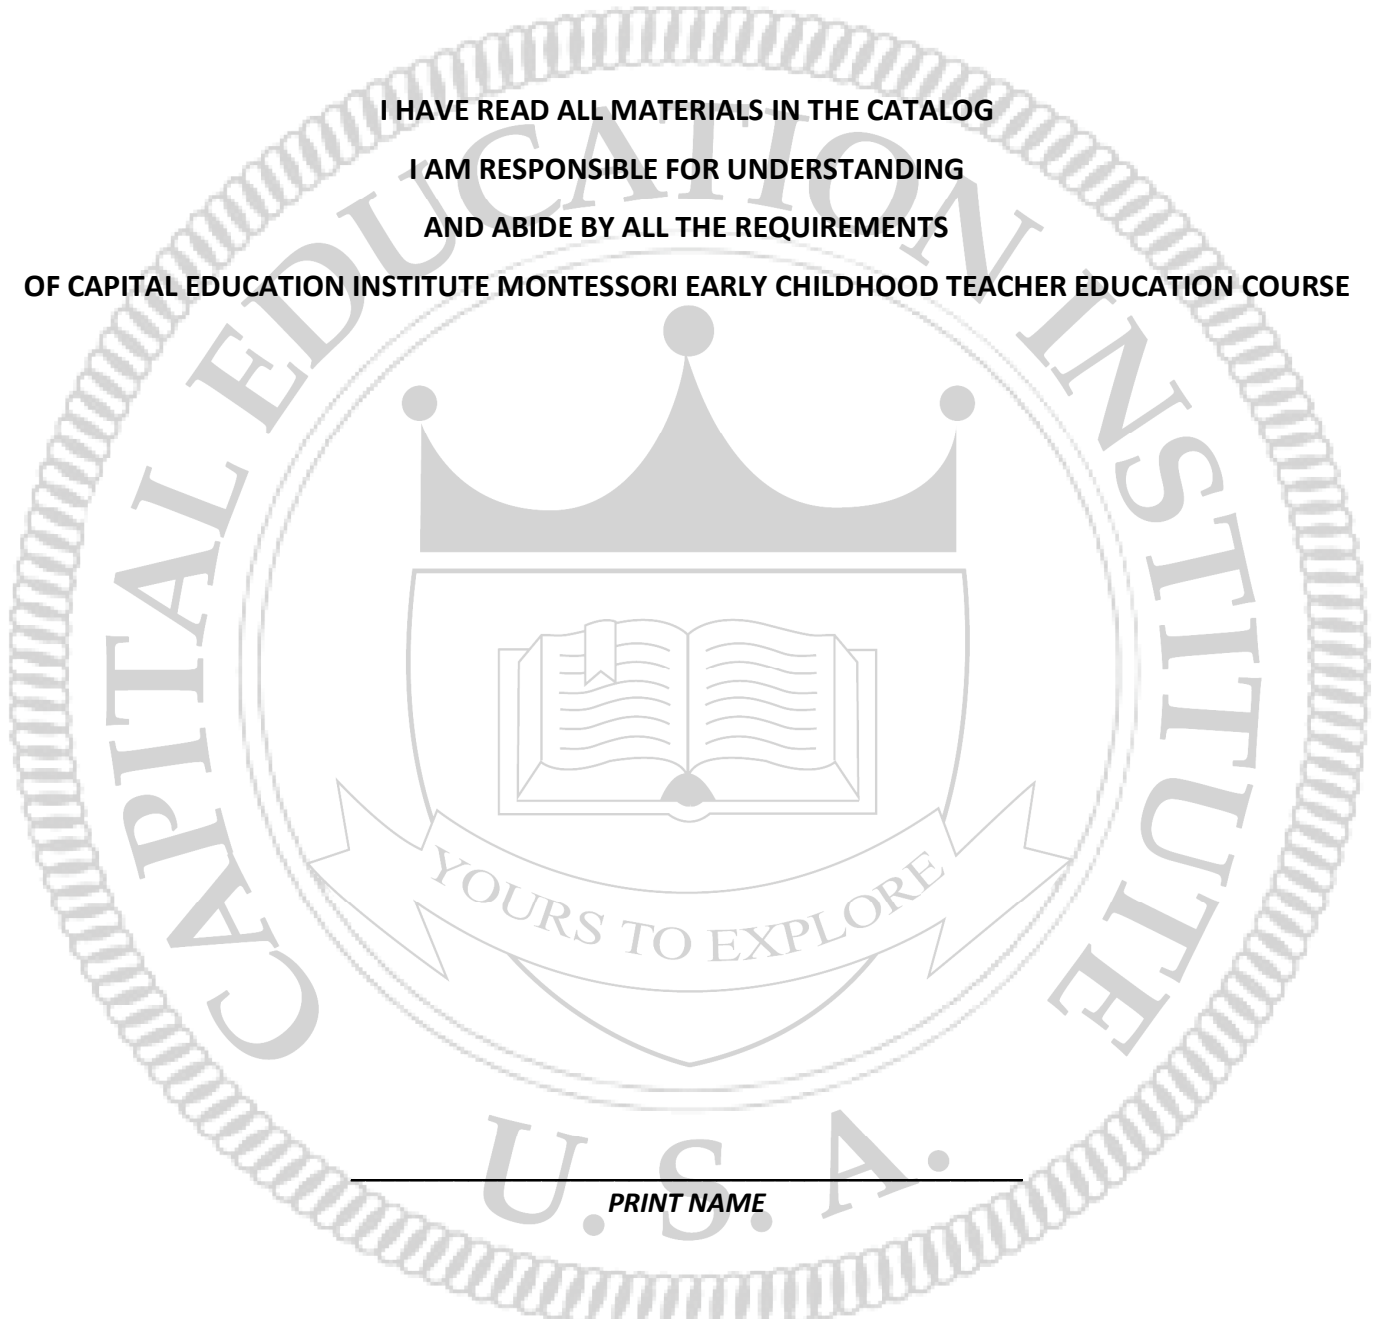 I HAVE READ ALL MATERIALS IN THE CATALOG
I AM RESPONSIBLE FOR UNDERSTANDING
AND ABIDE BY ALL THE REQUIREMENTS
OF CAPITAL EDUCATION INSTITUTE MONTESSORI EARLY CHILDHOOD TEACHER EDUCATION COURSE
CAPITAL EDUCATION INSTITUTE
YOURS TO EXPLORE
U. S. A.
PRINT NAME